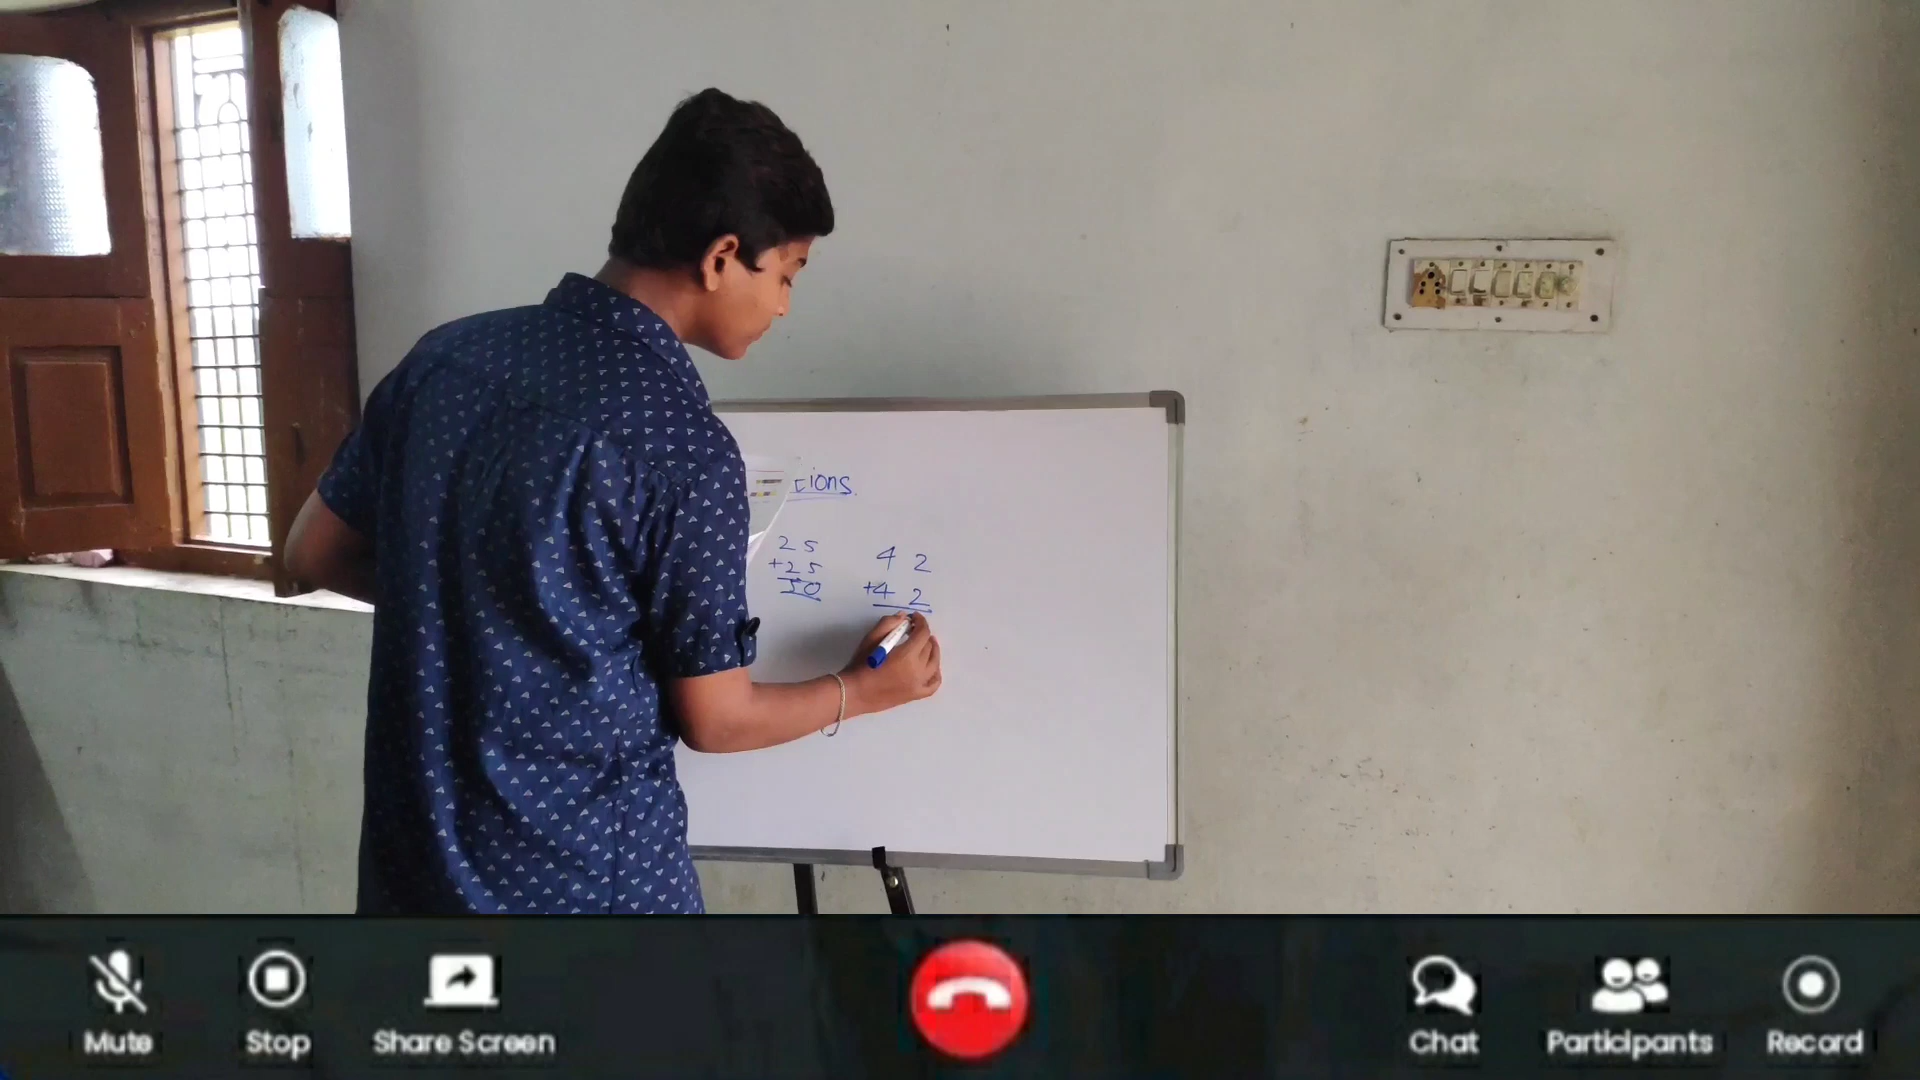 tions.
25
+25
50
42
+42
Mute
Stop
Share Screen
Chat
Participants
Record